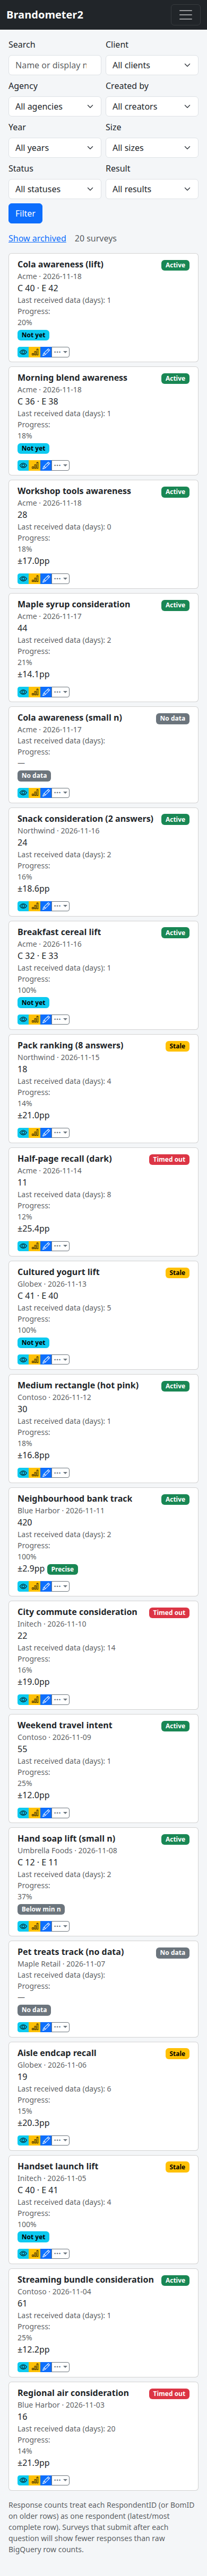 Brandometer2
Search
Client
Name or display n
All clients
Agency
Created by
All agencies
All creators
Year
Size
All years
All sizes
Status
Result
All statuses
All results
Filter
Show archived 20 surveys
Cola awareness (lift)
Active
Acme · 2026-11-18
C 40 · E 42
Last received data (days): 1
Progress:
20%
Not yet
Morning blend awareness
Active
Acme · 2026-11-18
C 36 · E 38
Last received data (days): 1
Progress:
18%
Not yet
Workshop tools awareness
Active
Acme · 2026-11-18
28
Last received data (days): 0
Progress:
18%
±17.0pp
Maple syrup consideration
Active
Acme · 2026-11-17
44
Last received data (days): 2
Progress:
21%
±14.1pp
Cola awareness (small n)
No data
Acme · 2026-11-17
Last received data (days):
Progress:
—
No data
Snack consideration (2 answers)
Active
Northwind · 2026-11-16
24
Last received data (days): 2
Progress:
16%
±18.6pp
Breakfast cereal lift
Active
Acme · 2026-11-16
C 32 · E 33
Last received data (days): 1
Progress:
100%
Not yet
Pack ranking (8 answers)
Stale
Northwind · 2026-11-15
18
Last received data (days): 4
Progress:
14%
±21.0pp
Half-page recall (dark)
Timed out
Acme · 2026-11-14
11
Last received data (days): 8
Progress:
12%
±25.4pp
Cultured yogurt lift
Stale
Globex · 2026-11-13
C 41 · E 40
Last received data (days): 5
Progress:
100%
Not yet
Medium rectangle (hot pink)
Active
Contoso · 2026-11-12
30
Last received data (days): 1
Progress:
18%
±16.8pp
Neighbourhood bank track
Active
Blue Harbor · 2026-11-11
420
Last received data (days): 2
Progress:
100%
±2.9pp Precise
City commute consideration
Timed out
Initech · 2026-11-10
22
Last received data (days): 14
Progress:
16%
±19.0pp
Weekend travel intent
Active
Contoso · 2026-11-09
55
Last received data (days): 1
Progress:
25%
±12.0pp
Hand soap lift (small n)
Active
Umbrella Foods · 2026-11-08
C 12 · E 11
Last received data (days): 2
Progress:
37%
Below min n
Pet treats track (no data)
No data
Maple Retail · 2026-11-07
Last received data (days):
Progress:
—
No data
Aisle endcap recall
Stale
Globex · 2026-11-06
19
Last received data (days): 6
Progress:
15%
±20.3pp
Handset launch lift
Stale
Initech · 2026-11-05
C 40 · E 41
Last received data (days): 4
Progress:
100%
Not yet
Streaming bundle consideration
Active
Contoso · 2026-11-04
61
Last received data (days): 1
Progress:
25%
±12.2pp
Regional air consideration
Timed out
Blue Harbor · 2026-11-03
16
Last received data (days): 20
Progress:
14%
±21.9pp
Response counts treat each RespondentID (or BomID
on older rows) as one respondent (latest/most
complete row). Surveys that submit after each
question will show fewer responses than raw
BigQuery row counts.